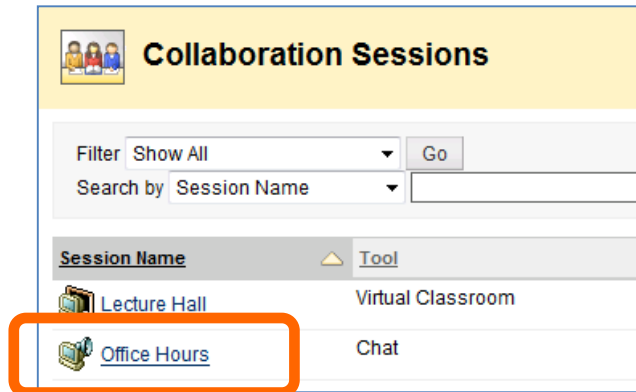 Collaboration Sessions
Filter Show All Go
Search by Session Name
Session Name Tool
Lecture Hall Virtual Classroom
Office Hours Chat